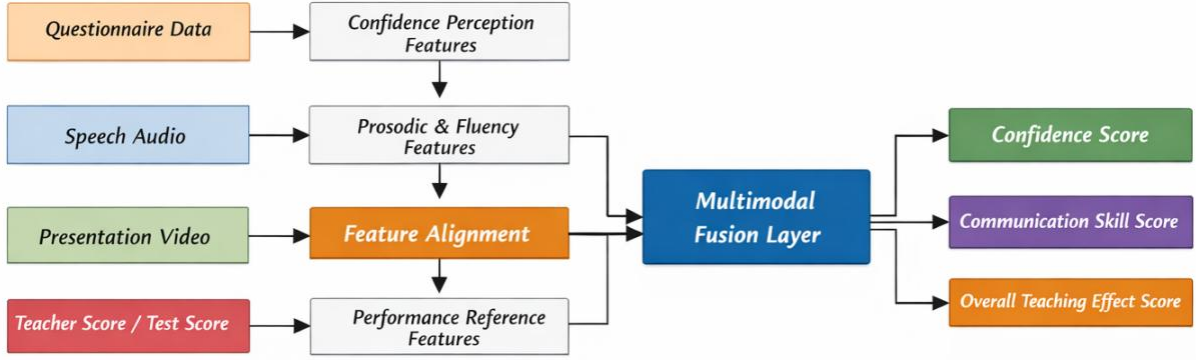 Questionnaire Data
Confidence Perception
Features
Speech Audio
Prosodic & Fluency
Features
Presentation Video
Feature Alignment
Teacher Score / Test Score
Performance Reference
Features
Multimodal
Fusion Layer
Confidence Score
Communication Skill Score
Overall Teaching Effect Score